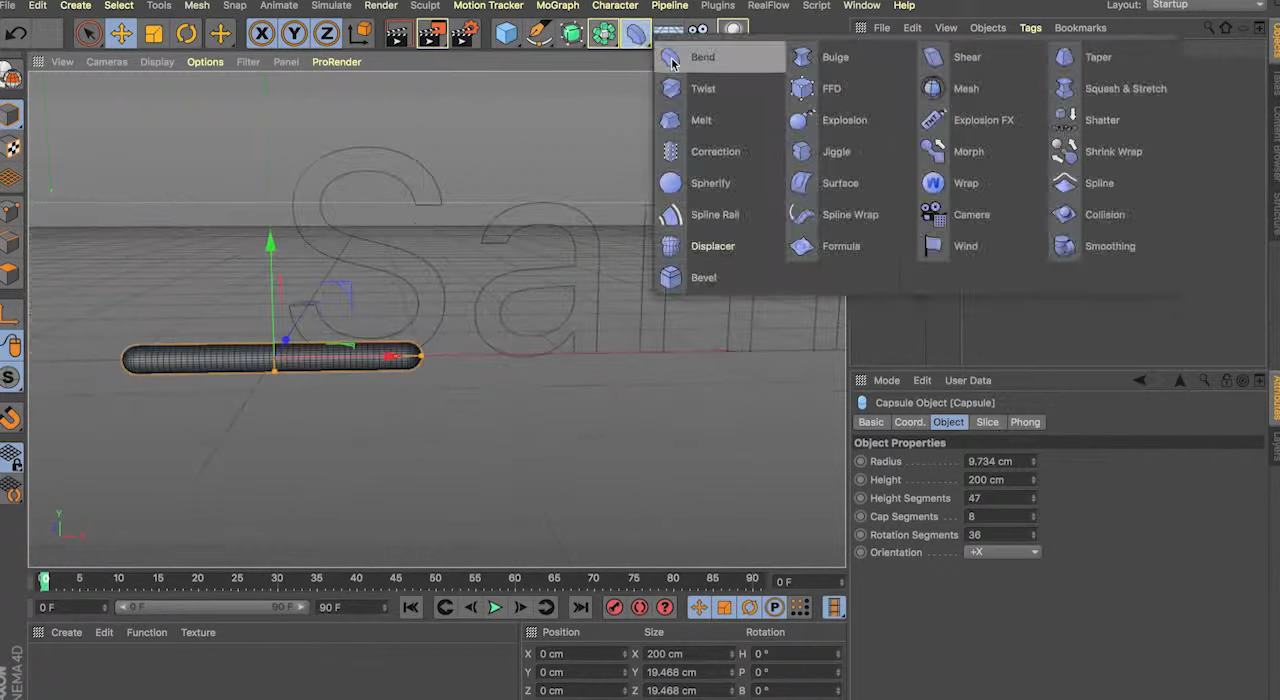 File Edit Create Select Tools Mesh Snap Animate Simulate Render Sculpt Motion Tracker MoGraph Character Pipeline Plugins RealFlow Script Window Help Layout: Startup
X Y Z
File Edit View Objects Tags Bookmarks
View Cameras Display Options Filter Panel ProRender
Bend Bulge Shear Taper
Twist FFD Mesh Squash & Stretch
Melt Explosion Explosion FX Shatter
Correction Jiggle Morph Shrink Wrap
Spherify Surface Wrap Spline
Spline Rail Spline Wrap Camera Collision
Displacer Formula Wind Smoothing
Bevel
Sam
S
Mode Edit User Data
Capsule Object [Capsule]
Basic Coord. Object Slice Phong
Object Properties
Radius 9.734 cm
Height 200 cm
Height Segments 47
Cap Segments 8
Rotation Segments 36
Orientation +X
Y
0 5 10 15 20 25 30 35 40 45 50 55 60 65 70 75 80 85 90 0 F
0 F 0 F 90 F 90 F P
Create Edit Function Texture
Position Size Rotation
X 0 cm X 200 cm H 0 °
Y 0 cm Y 19.468 cm P 0 °
Z 0 cm Z 19.468 cm B 0 °
CINEMA 4D